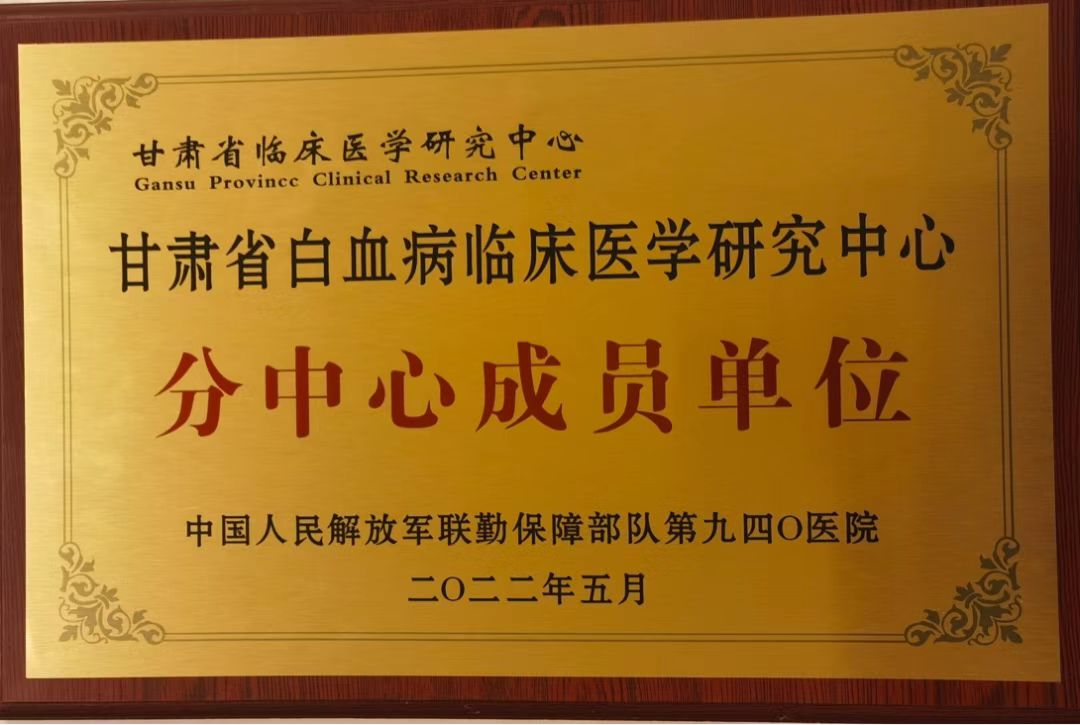 甘肃省临床医学研究中心
Gansu Provincc Clinical Research Center
甘肃省白血病临床医学研究中心
分中心成员单位
中国人民解放军联勤保障部队第九四O医院
二O二二年五月